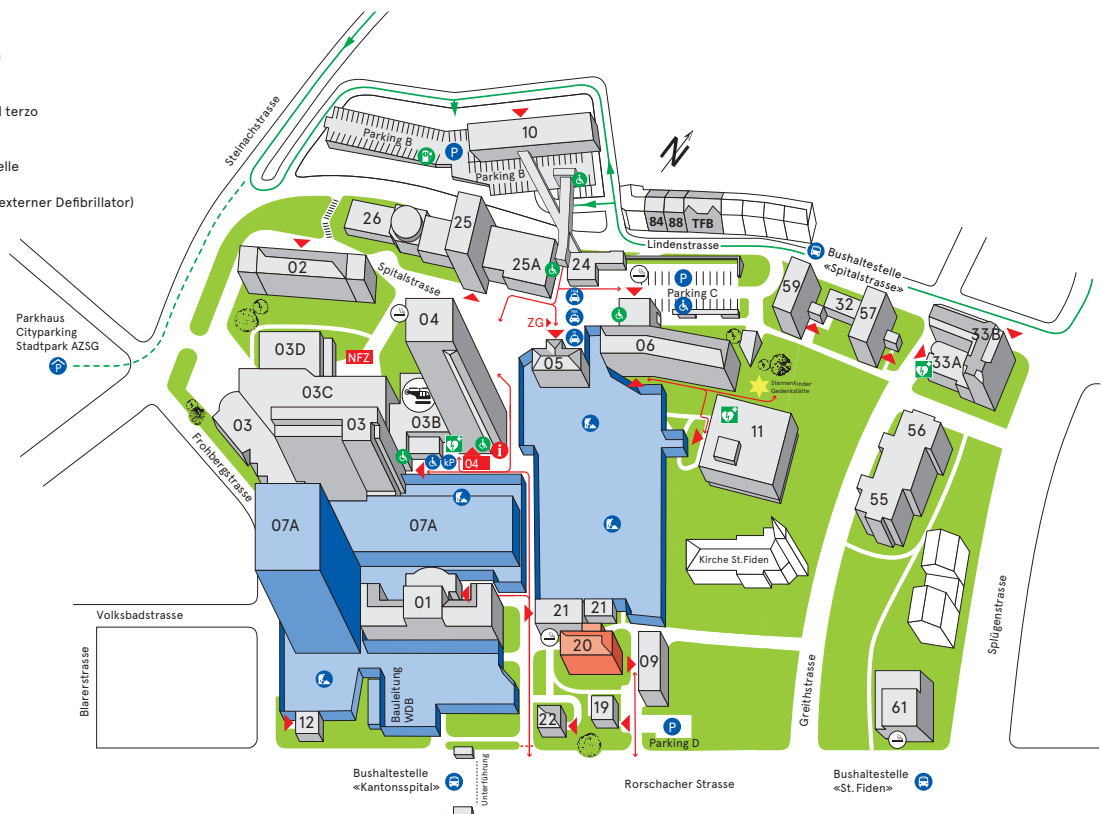 l terzo
elle
externer Defibrillator)
Steinachstrasse
Parking B
P
10
Parking B
N
84 88 TFB
Lindenstrasse
Bushaltestelle
«Spitalstrasse»
26
25
25A
24
02
Spitalstrasse
P
Parking C
59
32
57
33B
33A
Parkhaus
Cityparking
Stadtpark AZSG
P
04
ZG
03D
NFZ
05
06
Sternenkinder
Gedenkstätte
03C
03
03
03B
i
kP
04
11
56
55
Frohbergstrasse
07A
07A
Kirche St.Fiden
01
21
21
20
09
Volksbadstrasse
Blarerstrasse
Bauleitung
WDB
12
22
19
P
Parking D
Greithstrasse
Splügenstrasse
61
Bushaltestelle
«Kantonsspital»
Unterführung
Rorschacher Strasse
Bushaltestelle
«St. Fiden»